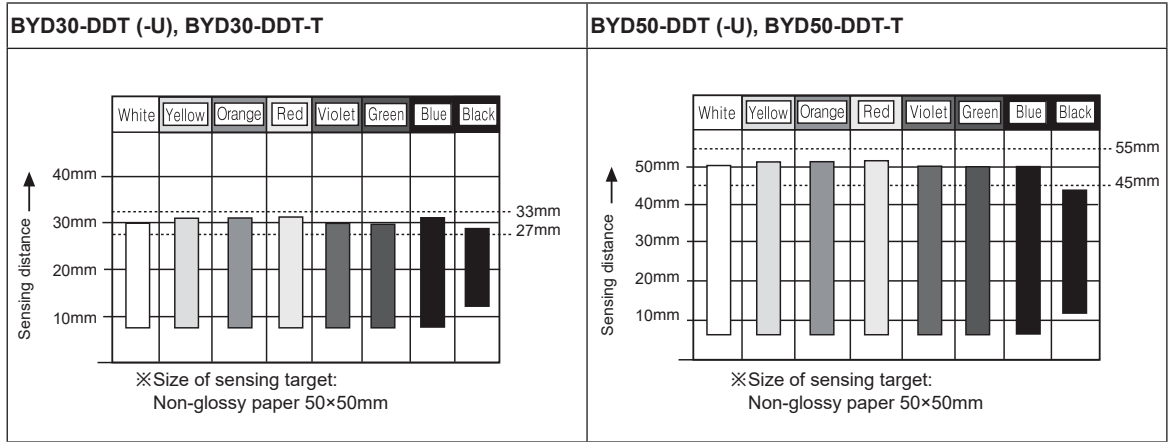 BYD30-DDT (-U), BYD30-DDT-T
White Yellow Orange Red Violet Green Blue Black
40mm
30mm
20mm
10mm
33mm
27mm
Sensing distance
※Size of sensing target:
Non-glossy paper 50×50mm
BYD50-DDT (-U), BYD50-DDT-T
White Yellow Orange Red Violet Green Blue Black
50mm
40mm
30mm
20mm
10mm
55mm
45mm
Sensing distance
※Size of sensing target:
Non-glossy paper 50×50mm